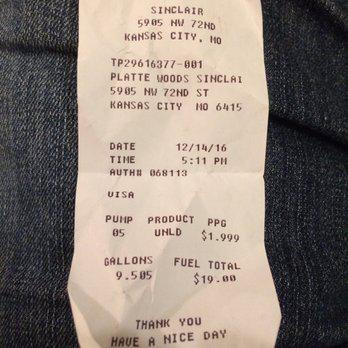 SINCLAIR
5905 NW 72ND
KANSAS CITY, MO
TP29616377-001
PLATTE WOODS SINCLAI
5905 NW 72ND ST
KANSAS CITY MO 6415
DATE 12/14/16
TIME 5:11 PM
AUTH# 068113
VISA
PUMP PRODUCT PPG
05 UNLD $1.999
GALLONS FUEL TOTAL
9.505 $19.00
THANK YOU
HAVE A NICE DAY